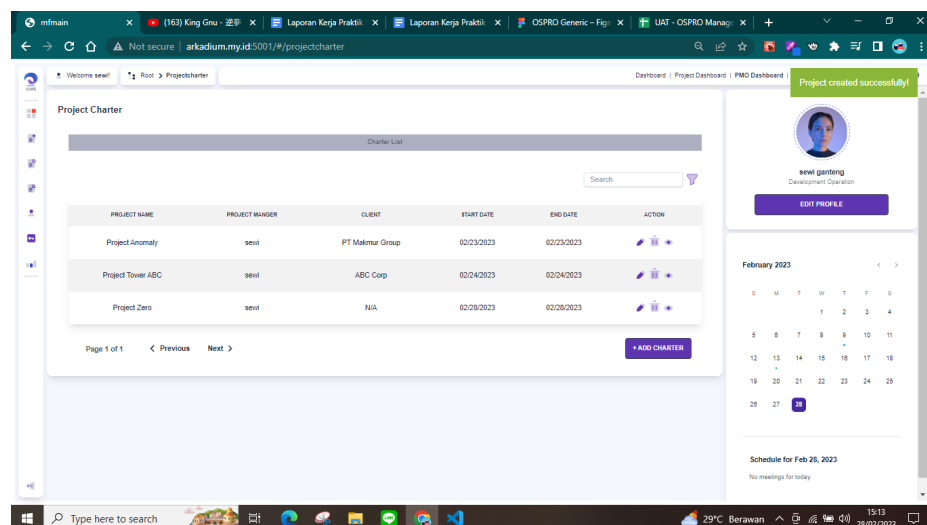 mfmain
(163) King Gnu - 逆夢
Laporan Kerja Praktik
Laporan Kerja Praktik
OSPRO Generic – Fig
UAT - OSPRO Manag
Not secure | arkadium.my.id:5001/#/projectcharter
Welcome sewi!
Root > Projectcharter
Dashboard | Project Dashboard | PMO Dashboard |
Project created successfully!
CORE
Project Charter
Charter List
Search
PROJECT NAME PROJECT MANGER CLIENT START DATE END DATE ACTION
Project Anomaly sewi PT Makmur Group 02/23/2023 02/23/2023
Project Tower ABC sewi ABC Corp 02/24/2023 02/24/2023
Project Zero sewi N/A 02/28/2023 02/28/2023
Page 1 of 1 < Previous Next >
+ ADD CHARTER
sewi ganteng
Development Operation
EDIT PROFILE
February 2023 < >
S M T W T F S
1 2 3 4
5 6 7 8 9 10 11
12 13 14 15 16 17 18
19 20 21 22 23 24 25
26 27 28
Schedule for Feb 28, 2023
No meetings for today.
Type here to search
29°C Berawan
15:13
28/02/2023